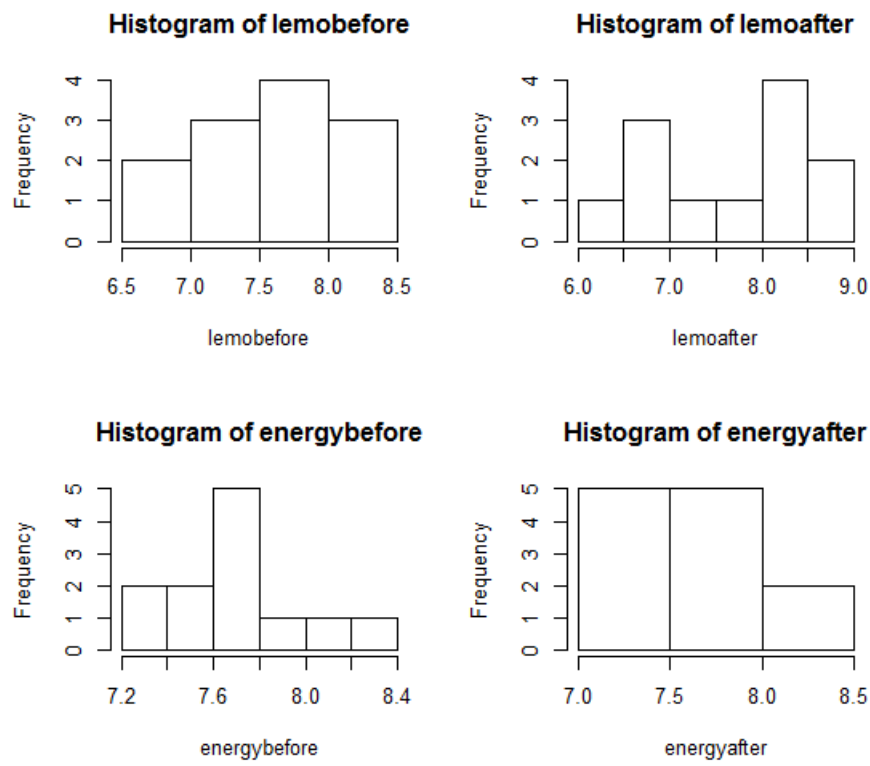 Histogram of lemobefore
Frequency
0 1 2 3 4
6.5 7.0 7.5 8.0 8.5
lemobefore
Histogram of lemoafter
Frequency
0 1 2 3 4
6.0 7.0 8.0 9.0
lemoafter
Histogram of energybefore
Frequency
0 1 2 3 4 5
7.2 7.6 8.0 8.4
energybefore
Histogram of energyafter
Frequency
0 1 2 3 4 5
7.0 7.5 8.0 8.5
energyafter